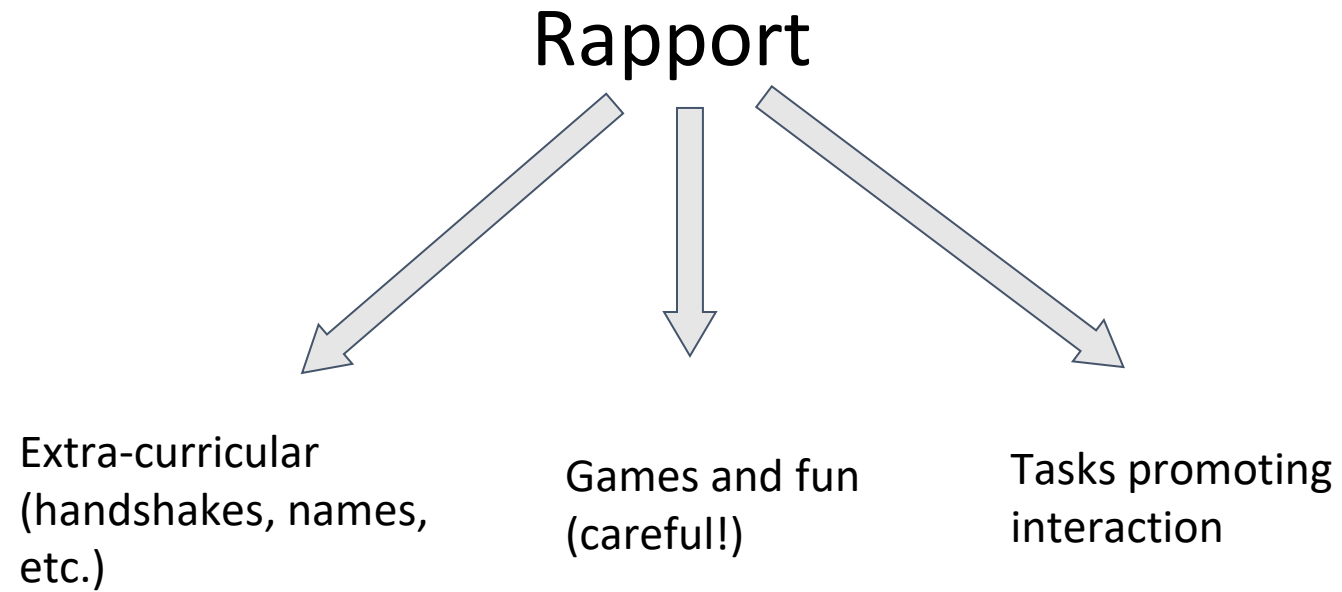 Rapport
Extra-curricular
(handshakes, names,
etc.)
Games and fun
(careful!)
Tasks promoting
interaction